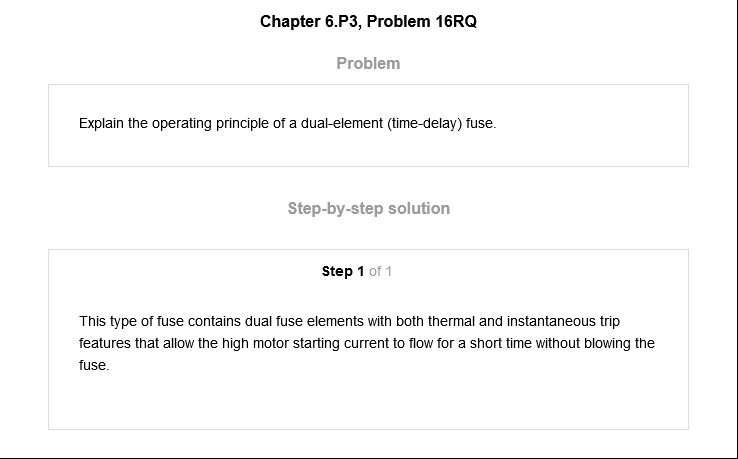 Chapter 6.P3, Problem 16RQ
Problem
Explain the operating principle of a dual-element (time-delay) fuse.
Step-by-step solution
Step 1 of 1
This type of fuse contains dual fuse elements with both thermal and instantaneous trip
features that allow the high motor starting current to flow for a short time without blowing the
fuse.